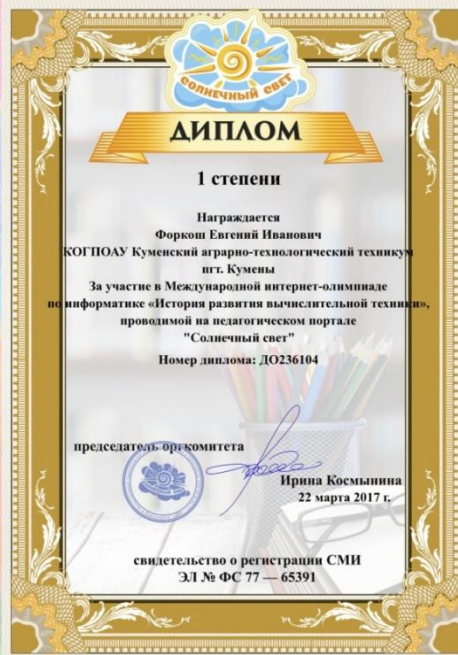 СОЛНЕЧНЫЙ СВЕТ
ДИПЛОМ
1 степени
Награждается
Форкош Евгений Иванович
КОГПОАУ Куменский аграрно-технологический техникум
пгт. Кумены
За участие в Международной интернет-олимпиаде
по информатике «История развития вычислительной техники»,
проводимой на педагогическом портале
"Солнечный свет"
Номер диплома: ДО236104
председатель оргкомитета
Ирина Космынина
22 марта 2017 г.
свидетельство о регистрации СМИ
ЭЛ № ФС 77 — 65391